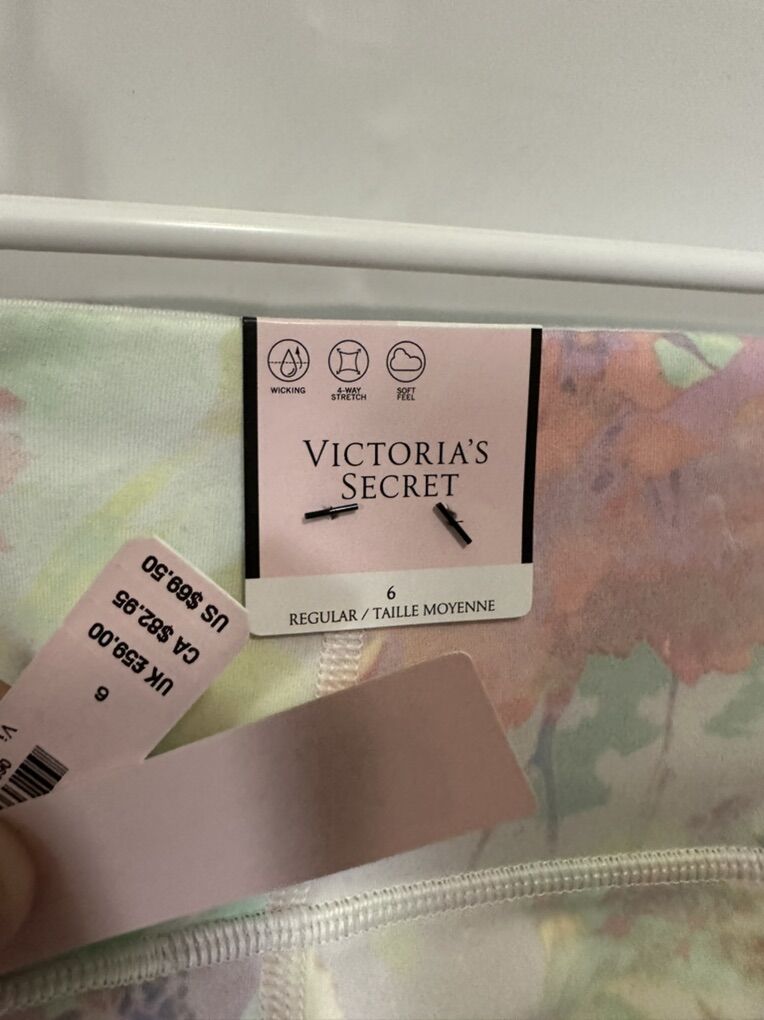 WICKING
4-WAY
STRETCH
SOFT
FEEL
VICTORIA'S
SECRET
6
REGULAR / TAILLE MOYENNE
US $69.50
CA $82.95
UK £59.00
6